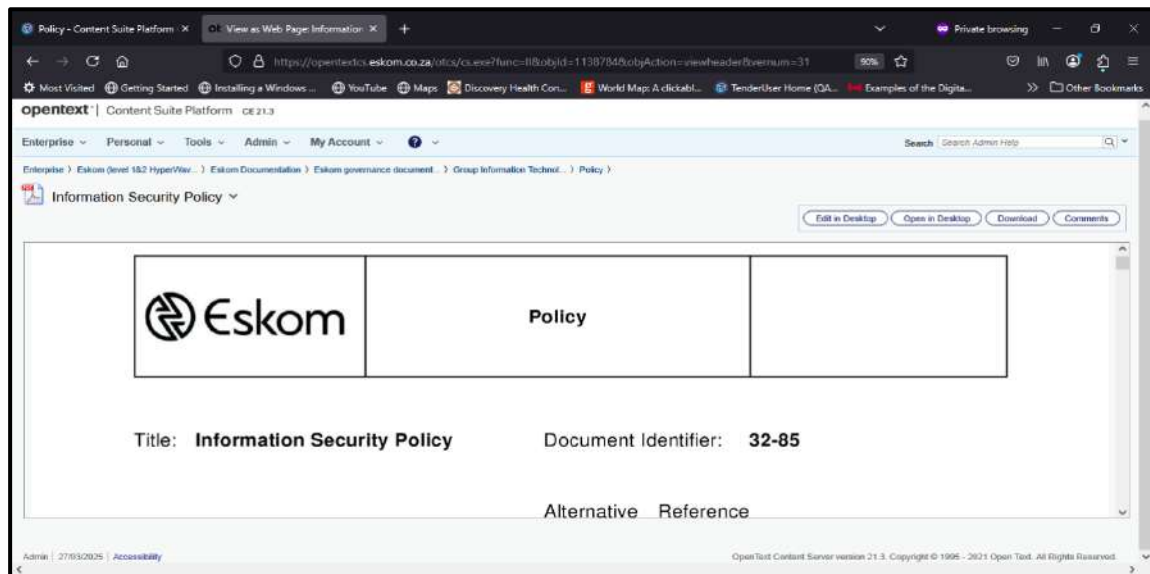 Policy - Content Suite Platform
View as Web Page: Information
Private browsing
https://opentextcs.eskom.co.za/otcs/cs.exe?func=ll&objid=1138784&objAction=viewheader&vernum=31
90%
Most Visited Getting Started Installing a Windows ... YouTube Maps Discovery Health Con... World Map: A clickabl... TenderUser Home (QA... Examples of the Digita... Other Bookmarks
opentext | Content Suite Platform CE 21.3
Enterprise Personal Tools Admin My Account ? Search Search Admin Help
Enterprise > Eskom (level 1&2 HyperWav... > Eskom Documentation > Eskom governance document... > Group Information Technol... > Policy >
Information Security Policy
Edit in Desktop Open in Desktop Download Comments
Eskom
Policy
Title: Information Security Policy Document Identifier: 32-85
Alternative Reference
Admin | 27/03/2025 | Accessibility OpenText Content Server version 21.3. Copyright © 1995 - 2021 Open Text. All Rights Reserved.